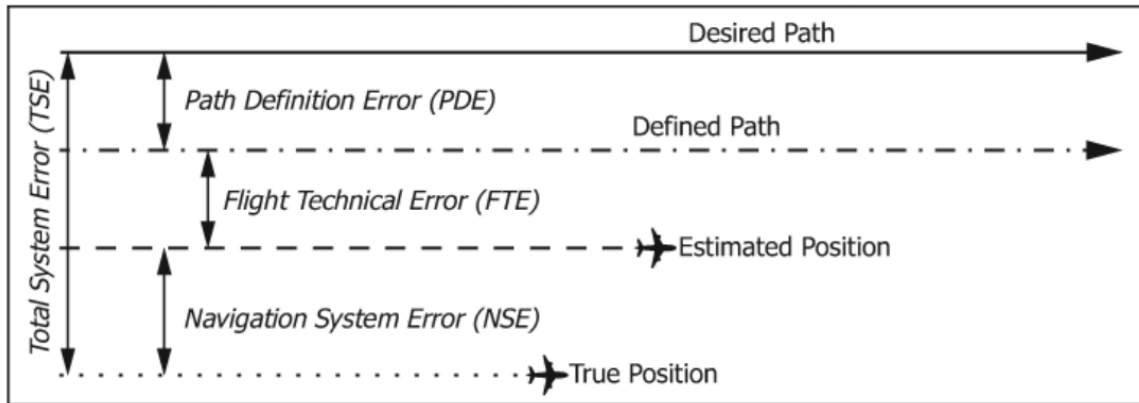 Desired Path
Path Definition Error (PDE)
Defined Path
Total System Error (TSE)
Flight Technical Error (FTE)
Estimated Position
Navigation System Error (NSE)
True Position